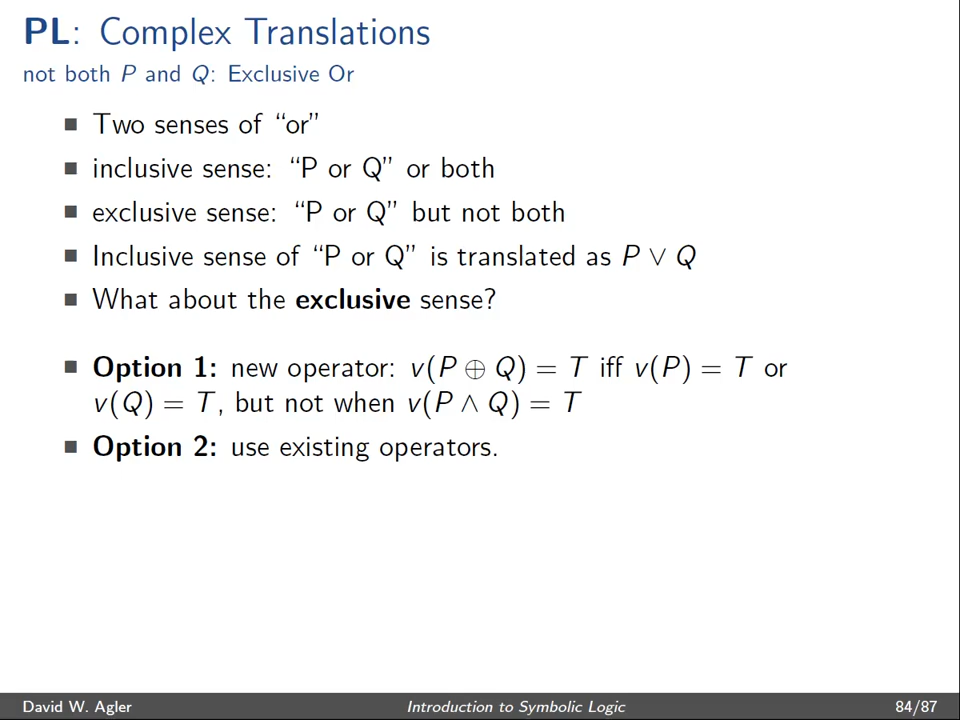 PL: Complex Translations
not both P and Q: Exclusive Or
■ Two senses of “or”
■ inclusive sense: “P or Q” or both
■ exclusive sense: “P or Q” but not both
■ Inclusive sense of “P or Q” is translated as P ∨ Q
■ What about the exclusive sense?
■ Option 1: new operator: v(P ⊕ Q) = T iff v(P) = T or
v(Q) = T, but not when v(P ∧ Q) = T
■ Option 2: use existing operators.
David W. Agler Introduction to Symbolic Logic 84/87